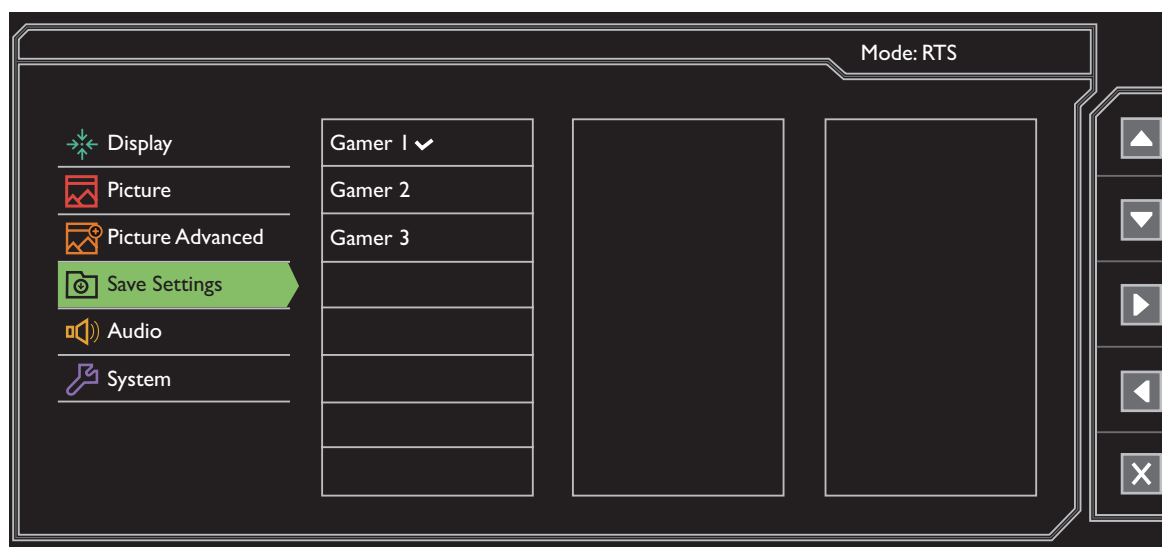 Mode: RTS
Display
Picture
Picture Advanced
Save Settings
Audio
System
Gamer 1
Gamer 2
Gamer 3